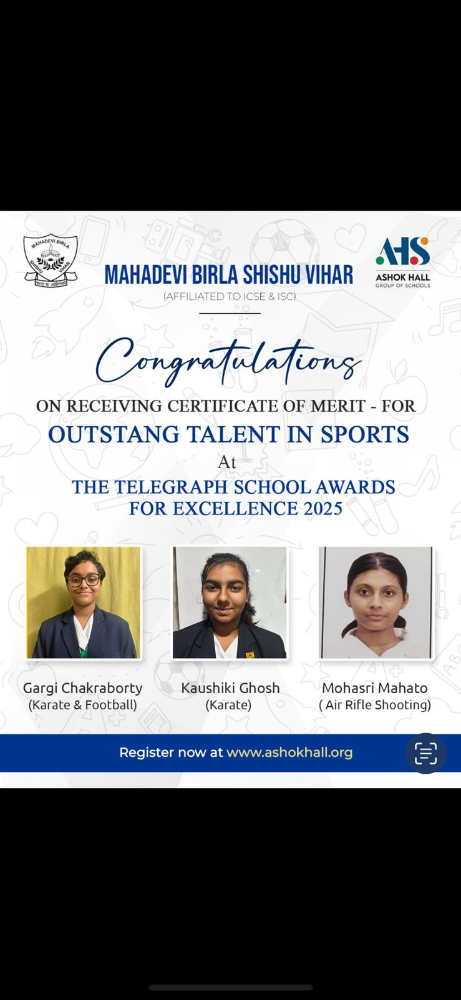 MAHADEVI BIRLA
SHISHU VIHAR
तमसो मा ज्योतिर्गमय
AHS
ASHOK HALL
GROUP OF SCHOOLS
MAHADEVI BIRLA SHISHU VIHAR
(AFFILIATED TO ICSE & ISC)
Congratulations
ON RECEIVING CERTIFICATE OF MERIT - FOR
OUTSTANG TALENT IN SPORTS
At
THE TELEGRAPH SCHOOL AWARDS
FOR EXCELLENCE 2025
Gargi Chakraborty
(Karate & Football)
Kaushiki Ghosh
(Karate)
Mohasri Mahato
( Air Rifle Shooting)
Register now at www.ashokhall.org